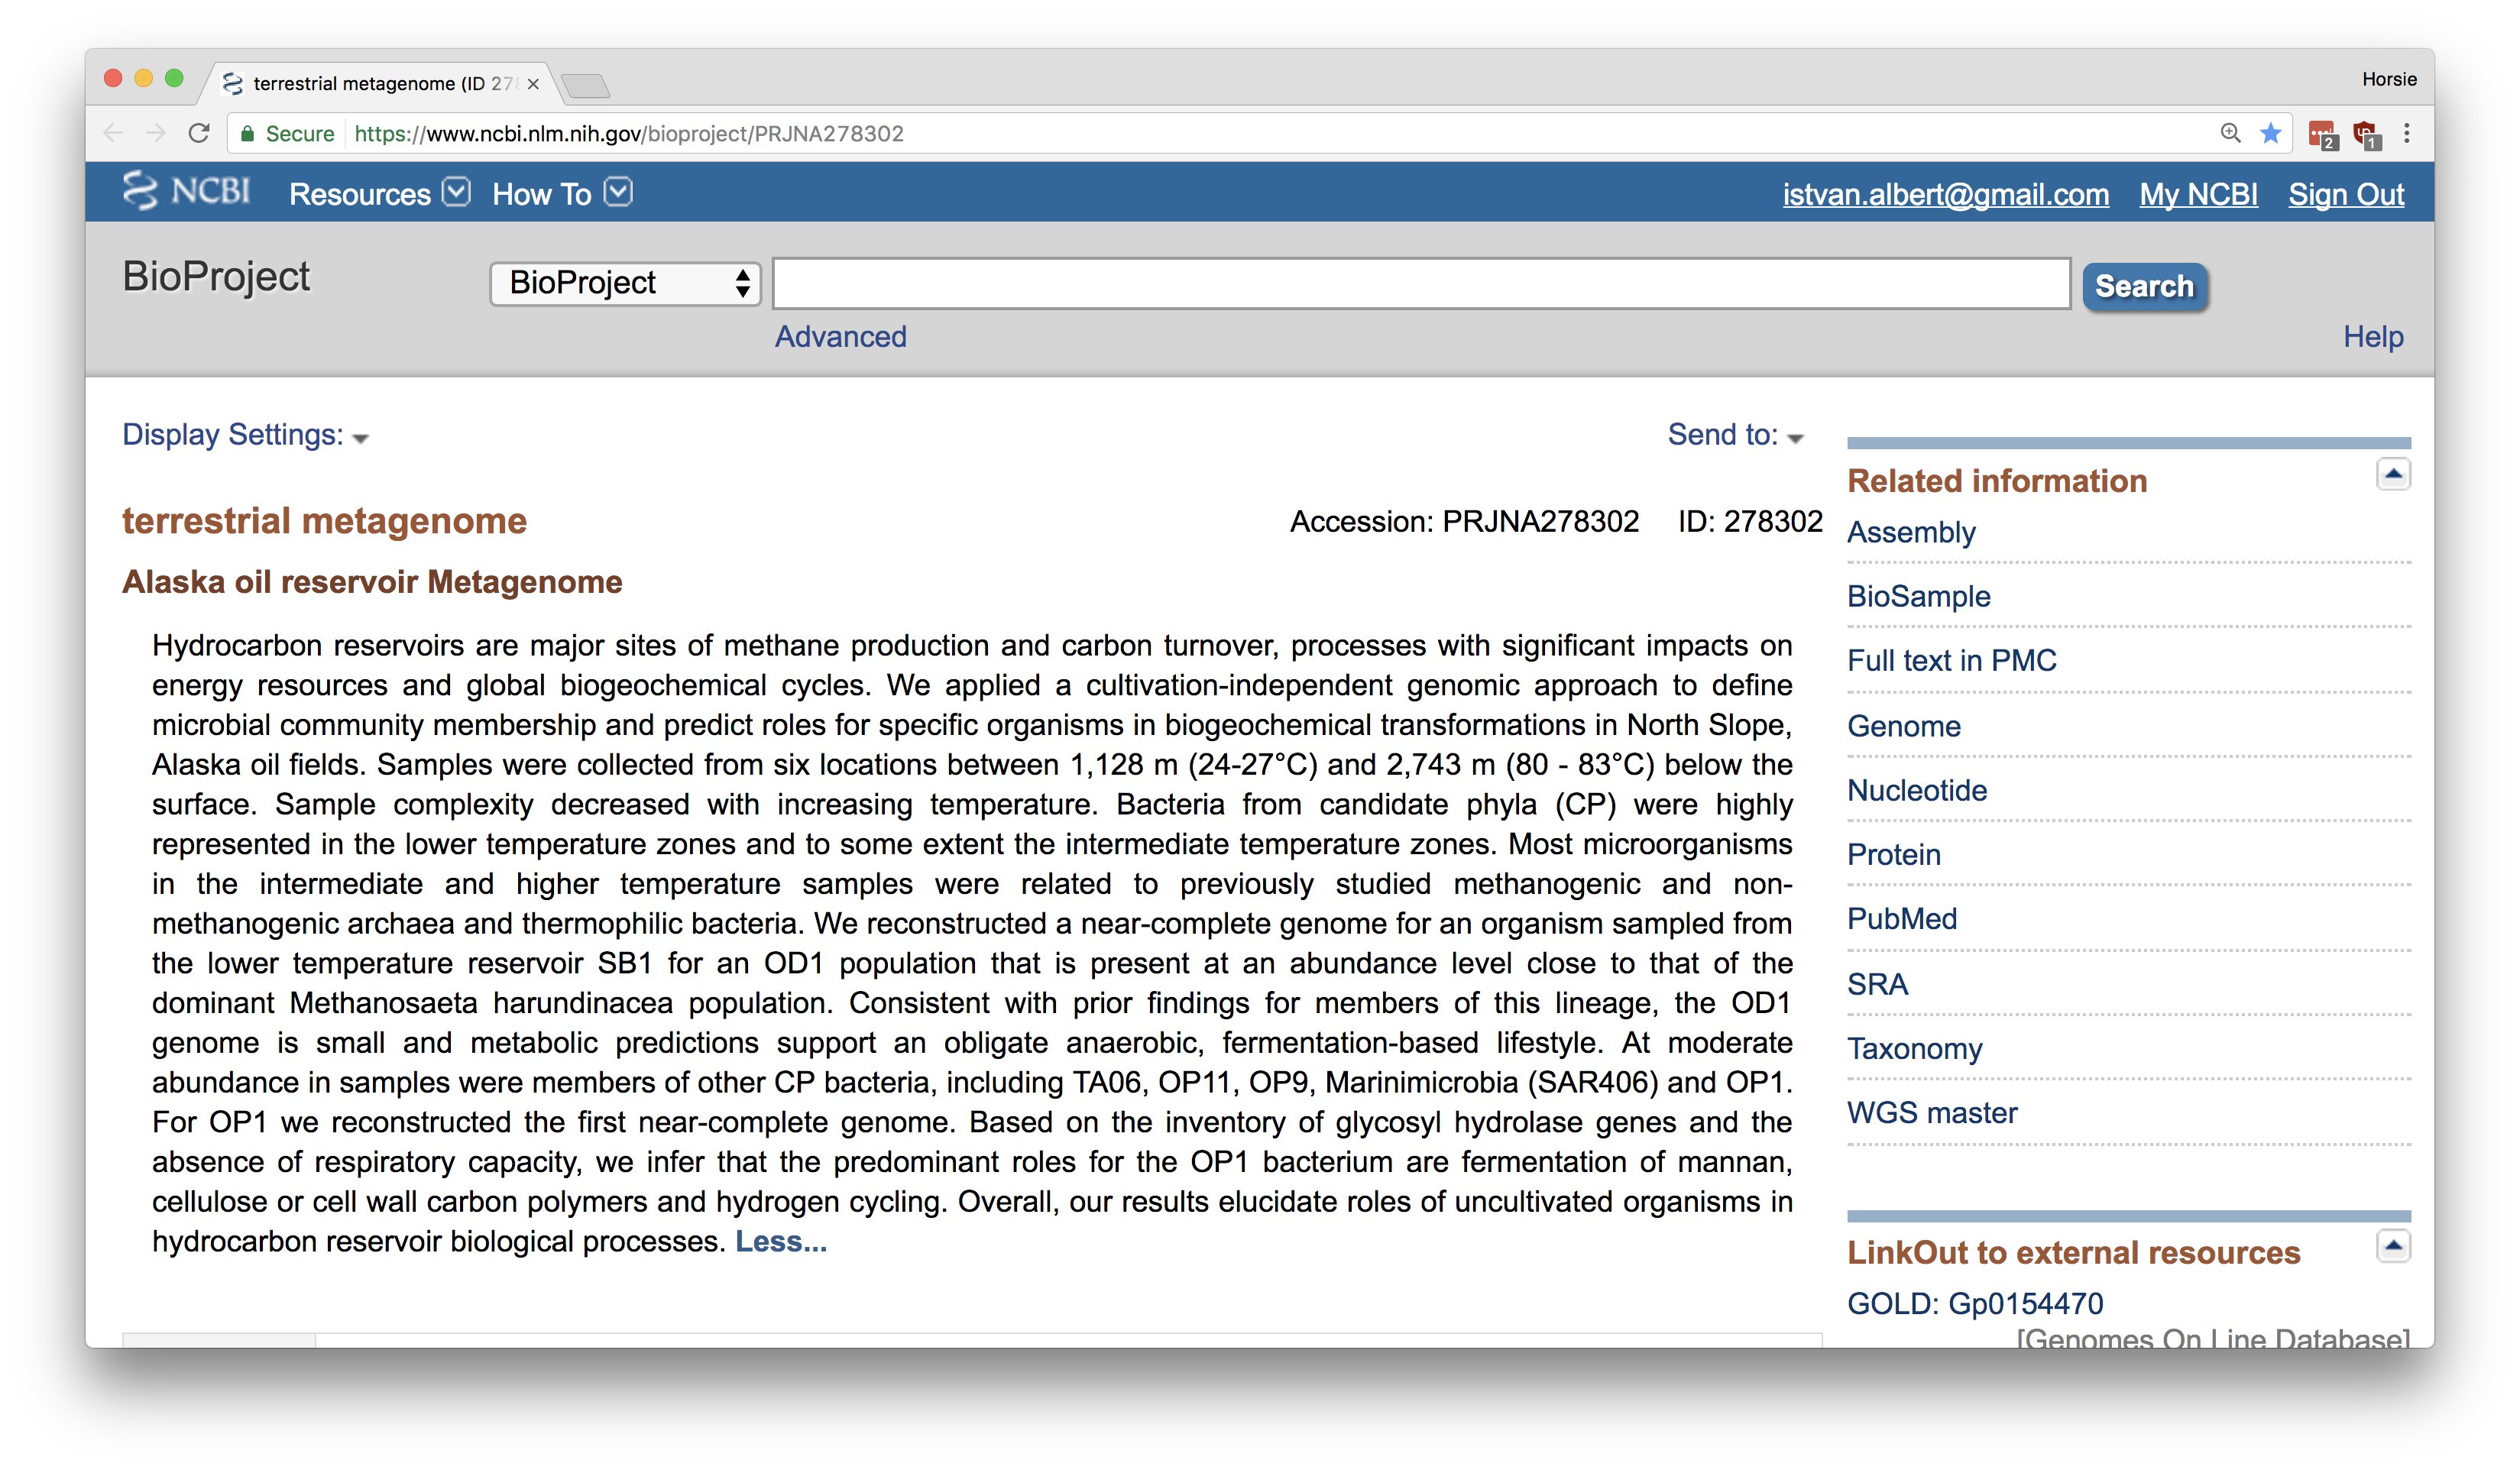 terrestrial metagenome (ID 278
Horsie
Secure https://www.ncbi.nlm.nih.gov/bioproject/PRJNA278302
2
1
NCBI Resources How To istvan.albert@gmail.com My NCBI Sign Out
BioProject BioProject Search
Advanced Help
Display Settings: Send to:
terrestrial metagenome Accession: PRJNA278302 ID: 278302
Alaska oil reservoir Metagenome
Hydrocarbon reservoirs are major sites of methane production and carbon turnover, processes with significant impacts on
energy resources and global biogeochemical cycles. We applied a cultivation-independent genomic approach to define
microbial community membership and predict roles for specific organisms in biogeochemical transformations in North Slope,
Alaska oil fields. Samples were collected from six locations between 1,128 m (24-27°C) and 2,743 m (80 - 83°C) below the
surface. Sample complexity decreased with increasing temperature. Bacteria from candidate phyla (CP) were highly
represented in the lower temperature zones and to some extent the intermediate temperature zones. Most microorganisms
in the intermediate and higher temperature samples were related to previously studied methanogenic and non-
methanogenic archaea and thermophilic bacteria. We reconstructed a near-complete genome for an organism sampled from
the lower temperature reservoir SB1 for an OD1 population that is present at an abundance level close to that of the
dominant Methanosaeta harundinacea population. Consistent with prior findings for members of this lineage, the OD1
genome is small and metabolic predictions support an obligate anaerobic, fermentation-based lifestyle. At moderate
abundance in samples were members of other CP bacteria, including TA06, OP11, OP9, Marinimicrobia (SAR406) and OP1.
For OP1 we reconstructed the first near-complete genome. Based on the inventory of glycosyl hydrolase genes and the
absence of respiratory capacity, we infer that the predominant roles for the OP1 bacterium are fermentation of mannan,
cellulose or cell wall carbon polymers and hydrogen cycling. Overall, our results elucidate roles of uncultivated organisms in
hydrocarbon reservoir biological processes. Less...
Related information
Assembly
BioSample
Full text in PMC
Genome
Nucleotide
Protein
PubMed
SRA
Taxonomy
WGS master
LinkOut to external resources
GOLD: Gp0154470
[Genomes On Line Database]